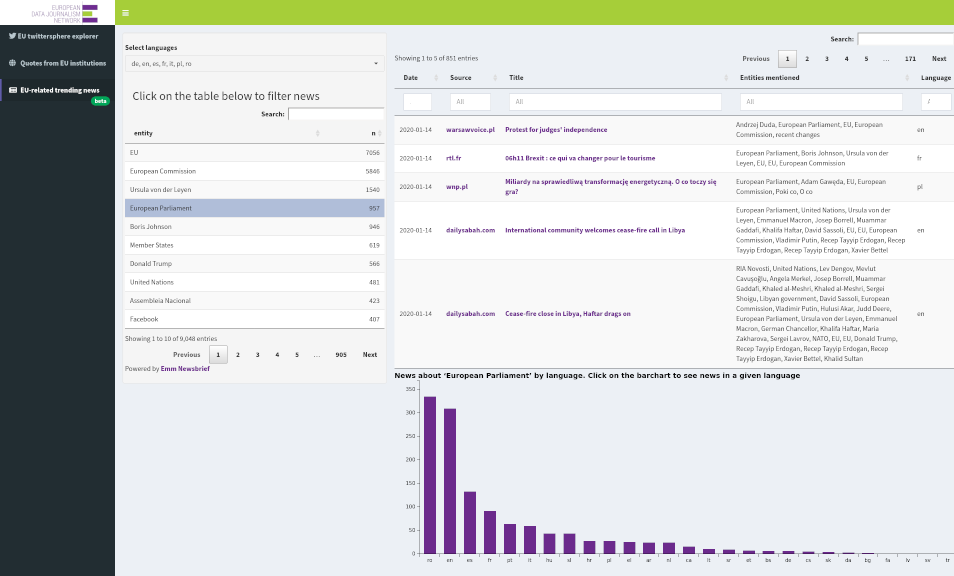 EUROPEAN
DATAJOURNALISM
NETWORK
EU twittersphere explorer
Quotes from EU institutions
EU-related trending news
beta
Select languages
de, en, es, fr, it, pl, ro
Click on the table below to filter news
Search:
entity n
EU 7056
European Commission 5846
Ursula von der Leyen 1540
European Parliament 957
Boris Johnson 946
Member States 619
Donald Trump 566
United Nations 481
Assembleia Nacional 423
Facebook 407
Showing 1 to 10 of 9,048 entries
Previous 1 2 3 4 5 … 905 Next
Powered by Emm Newsbrief
Search:
Showing 1 to 5 of 851 entries
Previous 1 2 3 4 5 … 171 Next
Date Source Title Entities mentioned Language
All All All A
2020-01-14 warsawvoice.pl Protest for judges' independence Andrzej Duda, European Parliament, EU, European en
Commission, recent changes
2020-01-14 rtl.fr 06h11 Brexit : ce qui va changer pour le tourisme European Parliament, Boris Johnson, Ursula von der fr
Leyen, EU, EU, European Commission
2020-01-14 wnp.pl Miliardy na sprawiedliwą transformację energetyczną. O co toczy się European Parliament, Adam Gawęda, EU, European pl
gra? Commission, Poki co, O co
European Parliament, United Nations, Ursula von der
Leyen, Emmanuel Macron, Josep Borrell, Muammar
2020-01-14 dailysabah.com International community welcomes cease-fire call in Libya Gaddafi, Khalifa Haftar, David Sassoli, EU, EU, European en
Commission, Vladimir Putin, Recep Tayyip Erdogan, Recep
Tayyip Erdogan, Recep Tayyip Erdogan, Xavier Bettel
RIA Novosti, United Nations, Lev Dengov, Mevlut
Cavuşoğlu, Angela Merkel, Josep Borrell, Muammar
Gaddafi, Khaled al-Meshri, Khaled al-Meshri, Sergei
Shoigu, Libyan government, David Sassoli, European
Commission, Vladimir Putin, Hulusi Akar, Judd Deere,
2020-01-14 dailysabah.com Cease-fire close in Libya, Haftar drags on European Parliament, Ursula von der Leyen, Emmanuel en
Macron, German Chancellor, Khalifa Haftar, Maria
Zakharova, Sergei Lavrov, NATO, EU, EU, Donald Trump,
Recep Tayyip Erdogan, Recep Tayyip Erdogan, Recep
Tayyip Erdogan, Xavier Bettel, Khalid Sultan
News about ‘European Parliament’ by language. Click on the barchart to see news in a given language
350
300
250
200
150
100
50
0
ro en es fr pt it hu sl hr pl el ar nl ca lt sr et bs de cs sk da bg fa lv sv tr